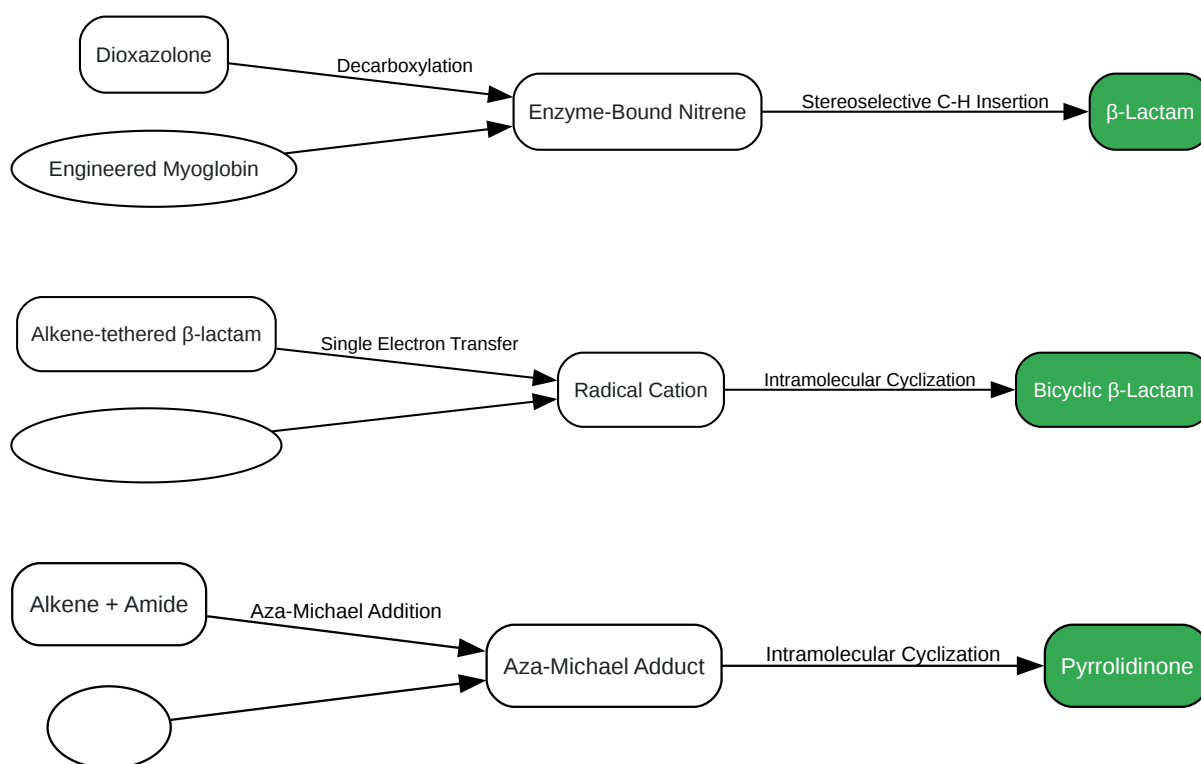 Dioxazolone
Decarboxylation
Engineered Myoglobin
Enzyme-Bound Nitrene
Stereoselective C-H Insertion
β-Lactam
Alkene-tethered β-lactam
Single Electron Transfer
Radical Cation
Intramolecular Cyclization
Bicyclic β-Lactam
Alkene + Amide
Aza-Michael Addition
Aza-Michael Adduct
Intramolecular Cyclization
Pyrrolidinone